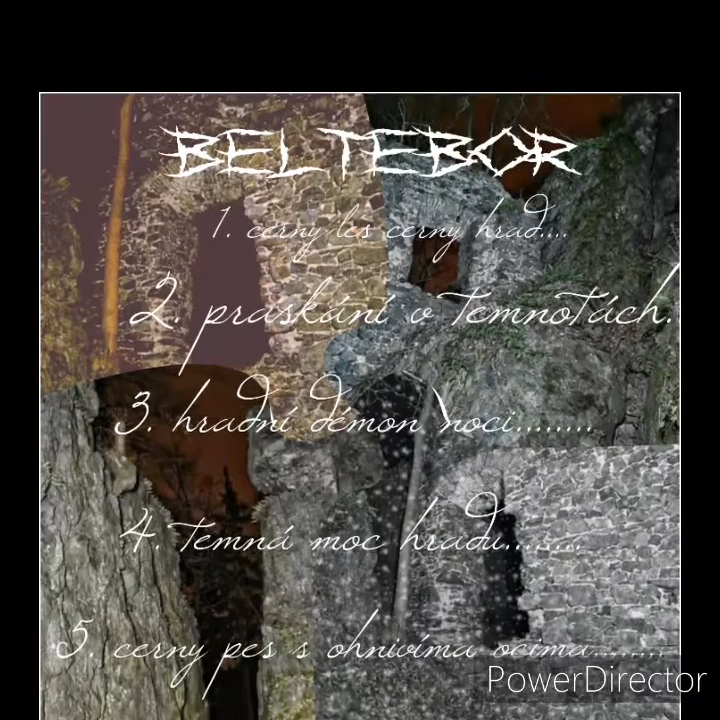 BELTEBOR
1. cerny les cerny hrad....
2. praskání v temnotách.
3. hradní démon noci........
4. temná moc hradu........
5. cerny pes s ohnivíma ocima........
PowerDirector